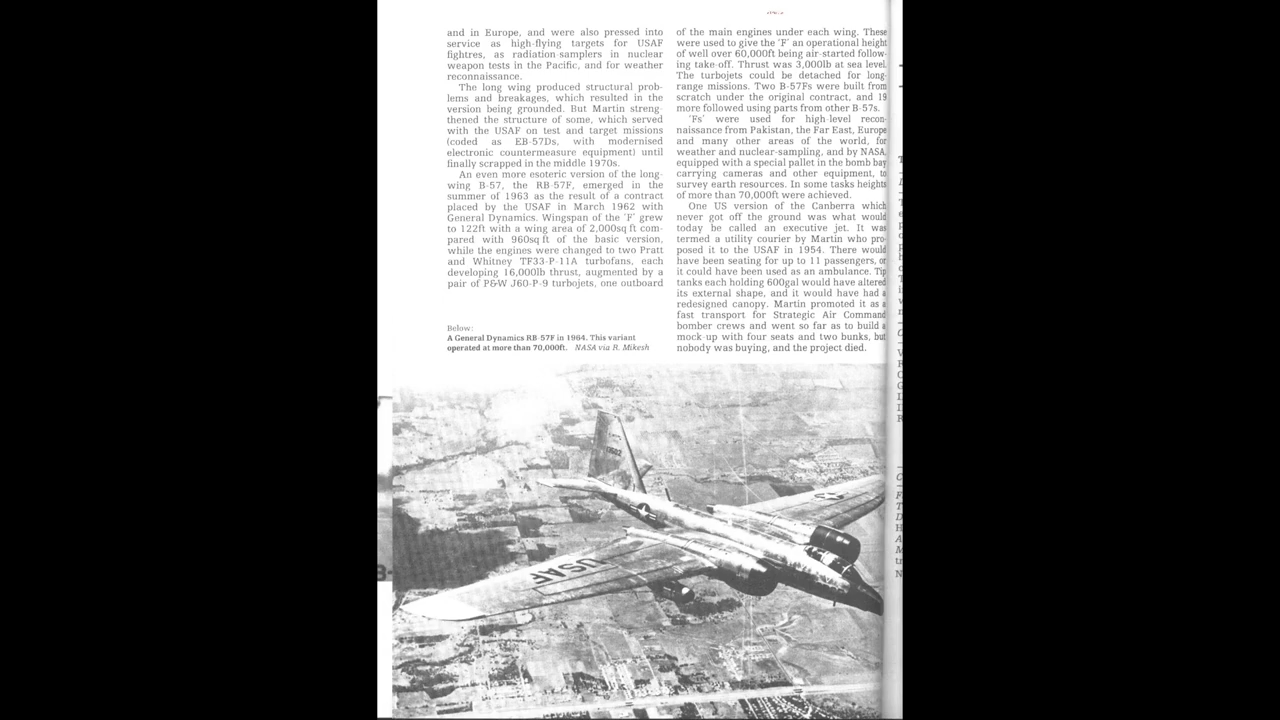 and in Europe, and were also pressed into
service as high-flying targets for USAF
fightres, as radiation samplers in nuclear
weapon tests in the Pacific, and for weather
reconnaissance.
The long wing produced structural prob-
lems and breakages, which resulted in the
version being grounded. But Martin streng-
thened the structure of some, which served
with the USAF on test and target missions
(coded as EB-57Ds, with modernised
electronic countermeasure equipment) until
finally scrapped in the middle 1970s.
An even more esoteric version of the long-
wing B-57, the RB-57F, emerged in the
summer of 1963 as the result of a contract
placed by the USAF in March 1962 with
General Dynamics. Wingspan of the 'F' grew
to 122ft with a wing area of 2,000sq ft com-
pared with 960sq ft of the basic version,
while the engines were changed to two Pratt
and Whitney TF33-P-11A turbofans, each
developing 16,000lb thrust, augmented by a
pair of P&W J60-P-9 turbojets, one outboard
Below:
A General Dynamics RB-57F in 1964. This variant
operated at more than 70,000ft. NASA via R. Mikesh
of the main engines under each wing. These
were used to give the 'F' an operational height
of well over 60,000ft being air-started follow-
ing take-off. Thrust was 3,000lb at sea level.
The turbojets could be detached for long-
range missions. Two B-57Fs were built from
scratch under the original contract, and 19
more followed using parts from other B-57s.
'Fs' were used for high-level recon-
naissance from Pakistan, the Far East, Europe
and many other areas of the world, for
weather and nuclear-sampling, and by NASA,
equipped with a special pallet in the bomb bay
carrying cameras and other equipment, to
survey earth resources. In some tasks heights
of more than 70,000ft were achieved.
One US version of the Canberra which
never got off the ground was what would
today be called an executive jet. It was
termed a utility courier by Martin who pro-
posed it to the USAF in 1954. There would
have been seating for up to 11 passengers, or
it could have been used as an ambulance. Tip
tanks each holding 600gal would have altered
its external shape, and it would have had a
redesigned canopy. Martin promoted it as a
fast transport for Strategic Air Command
bomber crews and went so far as to build a
mock-up with four seats and two bunks, but
nobody was buying, and the project died.
USAF